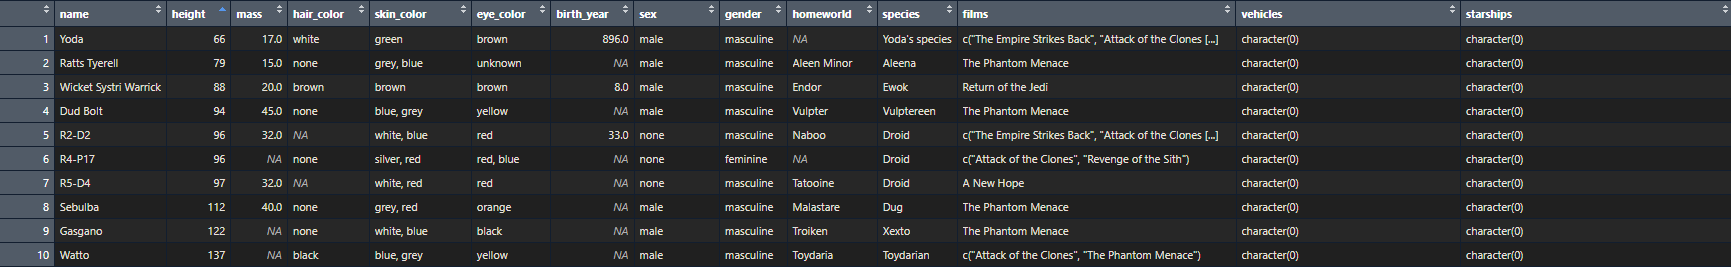 name height mass hair_color skin_color eye_color birth_year sex gender homeworld species films vehicles starships
1 Yoda 66 17.0 white green brown 896.0 male masculine NA Yoda's species c("The Empire Strikes Back", "Attack of the Clones [...] character(0) character(0)
2 Ratts Tyerell 79 15.0 none grey, blue unknown NA male masculine Aleen Minor Aleena The Phantom Menace character(0) character(0)
3 Wicket Systri Warrick 88 20.0 brown brown brown 8.0 male masculine Endor Ewok Return of the Jedi character(0) character(0)
4 Dud Bolt 94 45.0 none blue, grey yellow NA male masculine Vulpter Vulptereen The Phantom Menace character(0) character(0)
5 R2-D2 96 32.0 NA white, blue red 33.0 none masculine Naboo Droid c("The Empire Strikes Back", "Attack of the Clones [...] character(0) character(0)
6 R4-P17 96 NA none silver, red red, blue NA none feminine NA Droid c("Attack of the Clones", "Revenge of the Sith") character(0) character(0)
7 R5-D4 97 32.0 NA white, red red NA none masculine Tatooine Droid A New Hope character(0) character(0)
8 Sebulba 112 40.0 none grey, red orange NA male masculine Malastare Dug The Phantom Menace character(0) character(0)
9 Gasgano 122 NA none white, blue black NA male masculine Troiken Xexto The Phantom Menace character(0) character(0)
10 Watto 137 NA black blue, grey yellow NA male masculine Toydaria Toydarian c("Attack of the Clones", "The Phantom Menace") character(0) character(0)